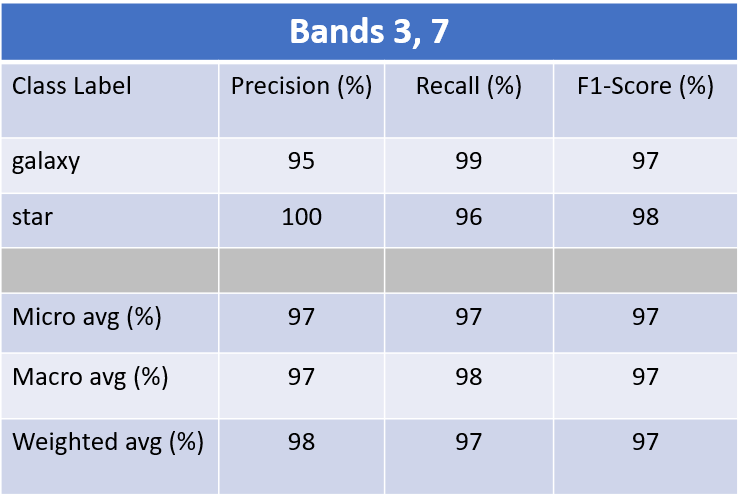 Bands 3, 7
Class Label Precision (%) Recall (%) F1-Score (%)
galaxy 95 99 97
star 100 96 98
Micro avg (%) 97 97 97
Macro avg (%) 97 98 97
Weighted avg (%) 98 97 97